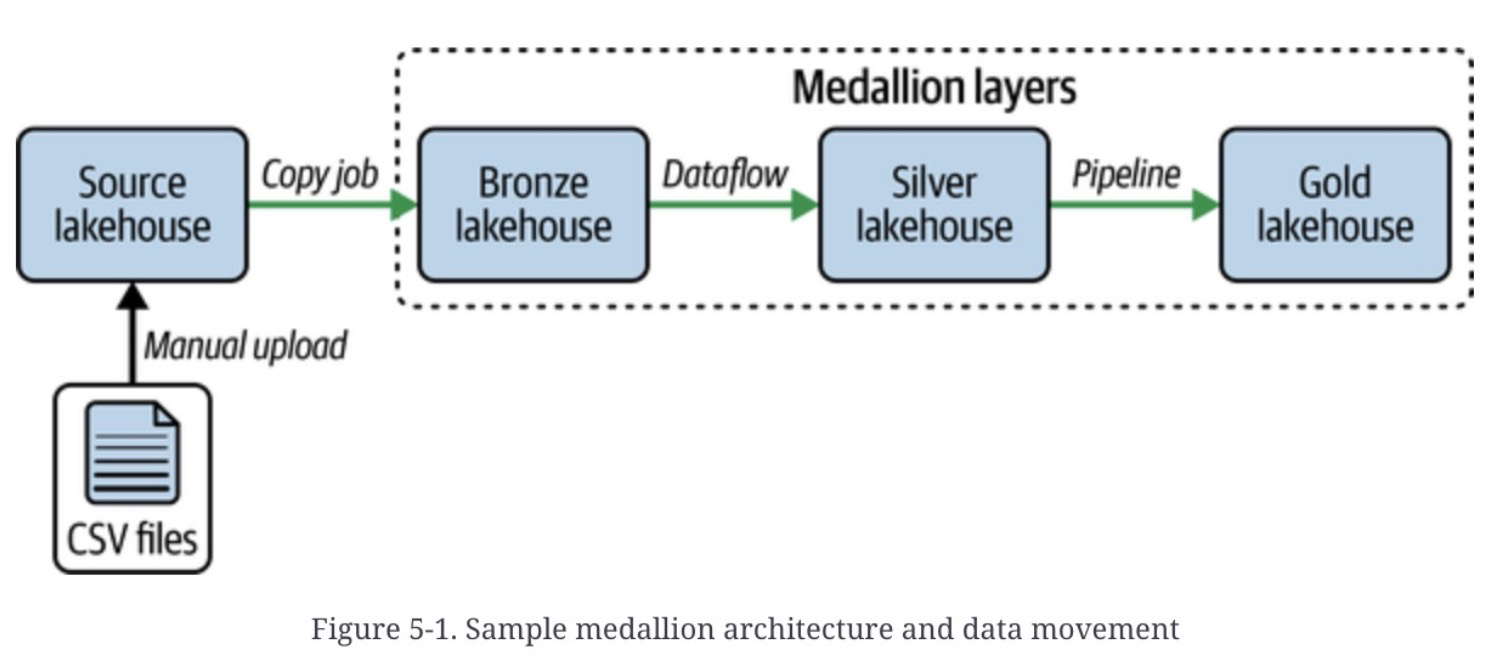 Medallion layers
Source
lakehouse
Copy job
Bronze
lakehouse
Dataflow
Silver
lakehouse
Pipeline
Gold
lakehouse
Manual upload
CSV files
Figure 5-1. Sample medallion architecture and data movement